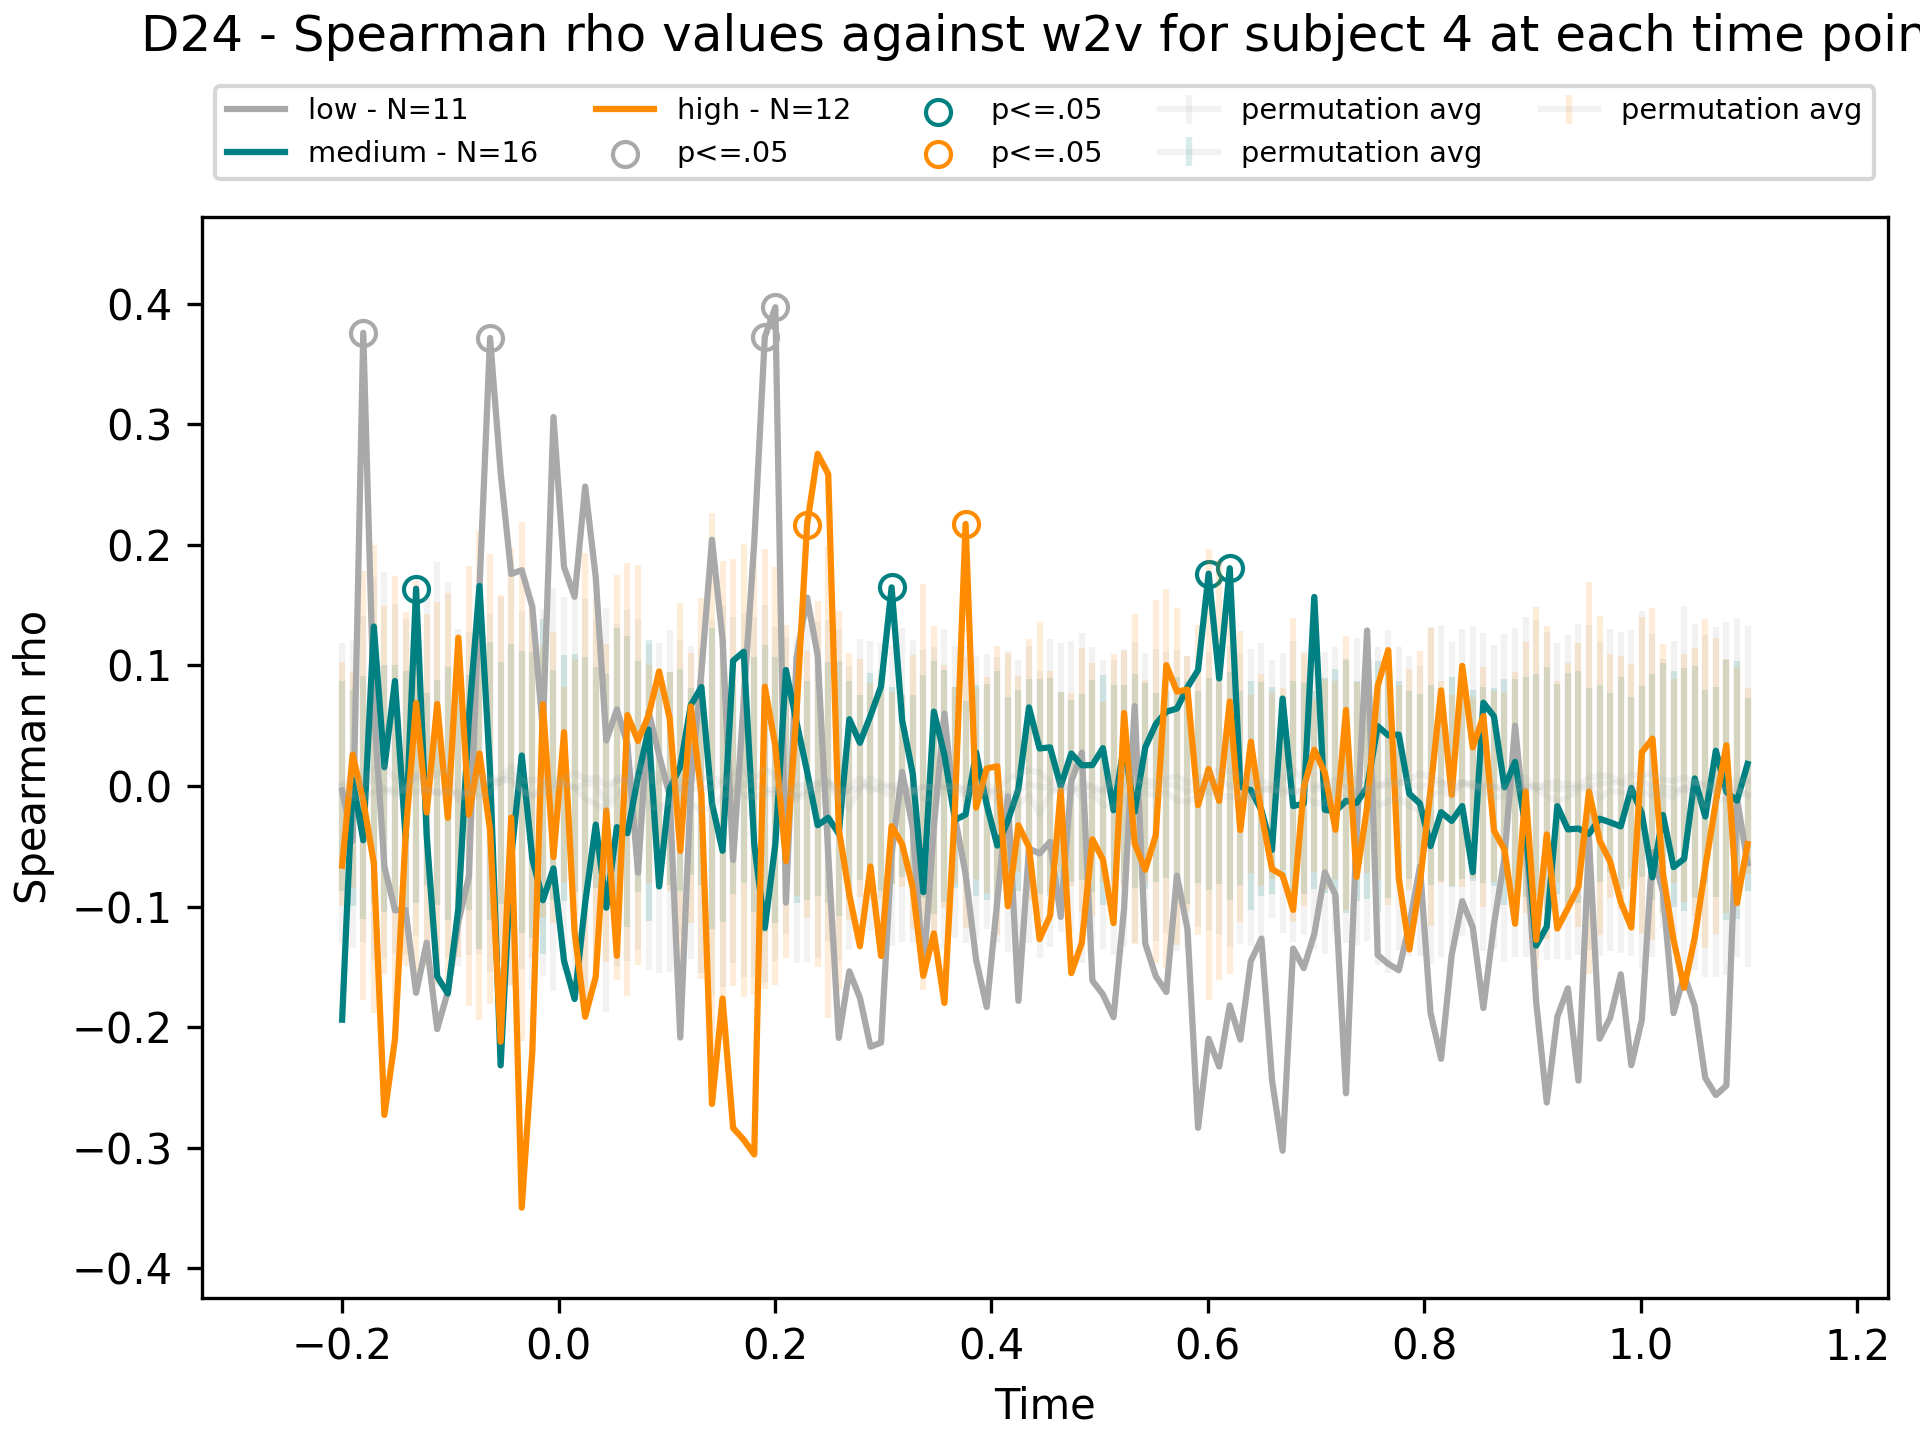 D24 - Spearman rho values against w2v for subject 4 at each time poin
low - N=11
medium - N=16
high - N=12
p<=.05
p<=.05
p<=.05
permutation avg
permutation avg
permutation avg
Spearman rho
0.4
0.3
0.2
0.1
0.0
−0.1
−0.2
−0.3
−0.4
−0.2 0.0 0.2 0.4 0.6 0.8 1.0 1.2
Time